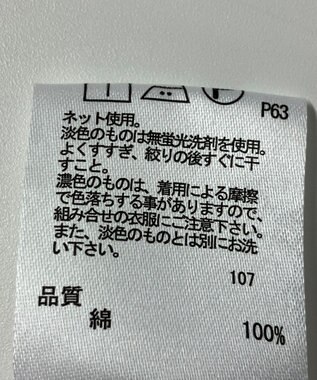 P63
ネット使用。
淡色のものは無蛍光洗剤を使用。
よくすすぎ、絞りの後すぐに干
すこと。
濃色のものは、着用による摩擦
で色落ちする事がありますので、
組み合せの衣服にご注意下さい。
また、淡色のものとは別にお洗
い下さい。
107
品質
綿 100%